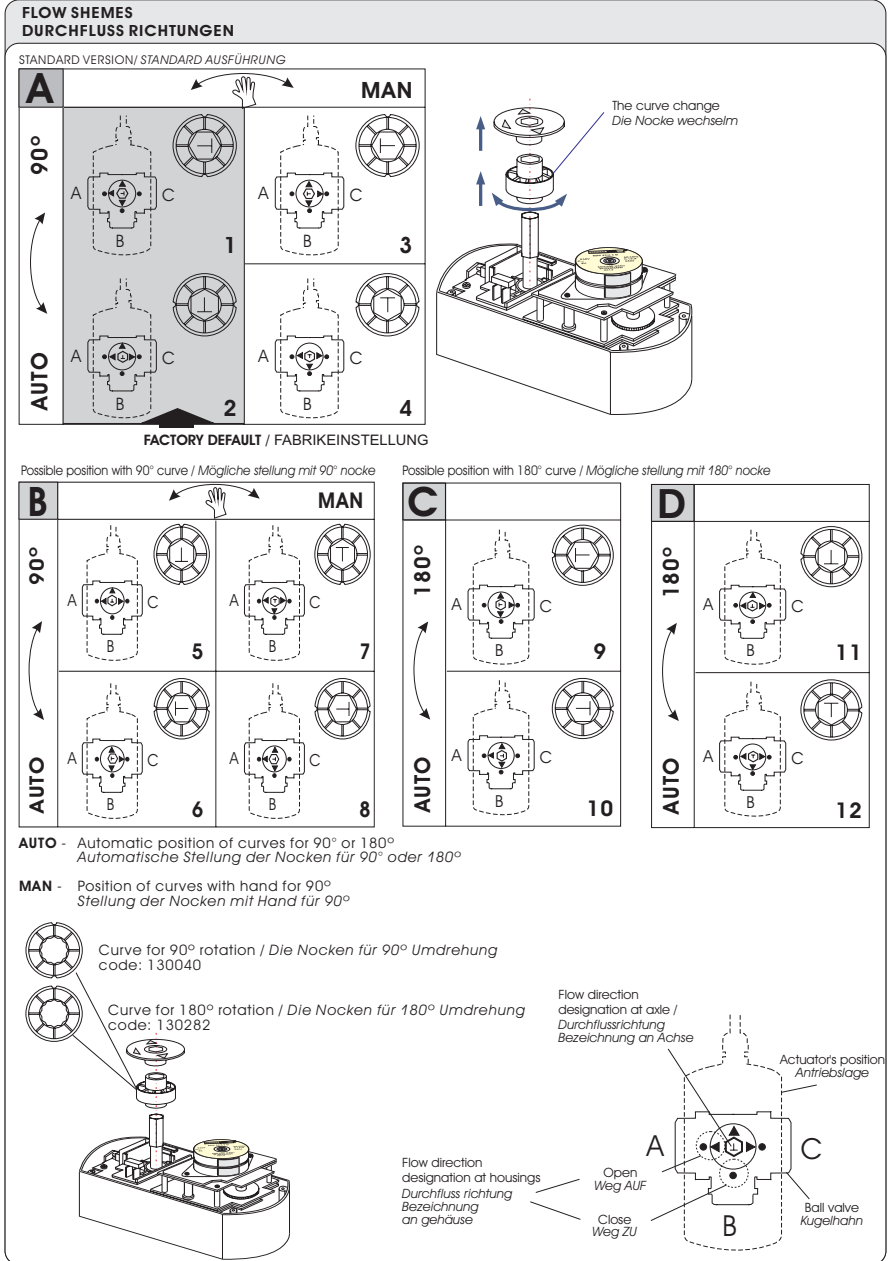 FLOW SHEMES
DURCHFLUSS RICHTUNGEN
STANDARD VERSION/ STANDARD AUSFÜHRUNG
A
MAN
90°
AUTO
A
C
B
1
A
C
B
3
A
C
B
2
A
C
B
4
The curve change
Die Nocke wechselm
FACTORY DEFAULT / FABRIKEINSTELLUNG
Possible position with 90° curve / Mögliche stellung mit 90° nocke
Possible position with 180° curve / Mögliche stellung mit 180° nocke
B
MAN
90°
AUTO
A
C
B
5
A
C
B
7
A
C
B
6
A
C
B
8
C
180°
AUTO
A
C
B
9
A
C
B
10
D
180°
AUTO
A
C
B
11
A
C
B
12
AUTO - Automatic position of curves for 90° or 180°
Automatische Stellung der Nocken für 90° oder 180°
MAN - Position of curves with hand for 90°
Stellung der Nocken mit Hand für 90°
Curve for 90° rotation / Die Nocken für 90° Umdrehung
code: 130040
Curve for 180° rotation / Die Nocken für 180° Umdrehung
code: 130282
Flow direction
designation at axle /
Durchflussrichtung
Bezeichnung an Achse
Actuator's position
Antriebslage
A
C
B
Flow direction
designation at housings
Durchfluss richtung
Bezeichnung
an gehäuse
Open
Weg AUF
Close
Weg ZU
Ball valve
Kugelhahn